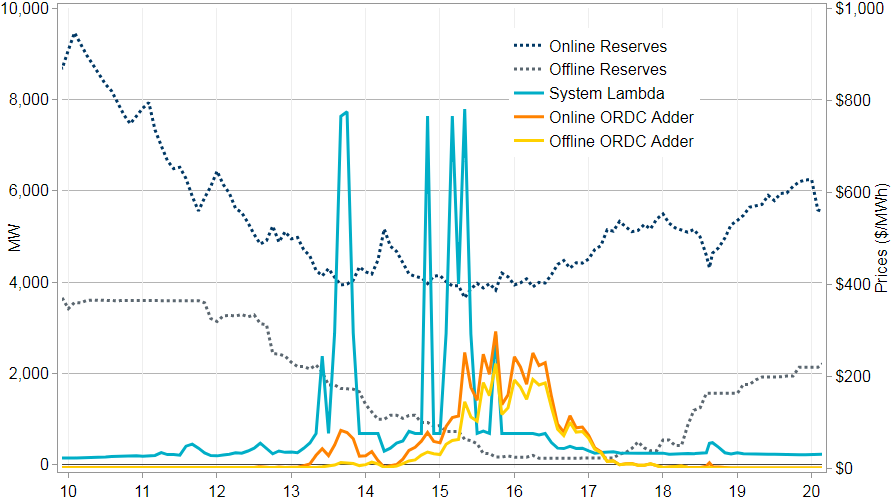 10,000
8,000
6,000
4,000
2,000
0
MW
Online Reserves
Offline Reserves
System Lambda
Online ORDC Adder
Offline ORDC Adder
$1,000
$800
$600
$400
$200
$0
Prices ($/MWh)
10 11 12 13 14 15 16 17 18 19 20